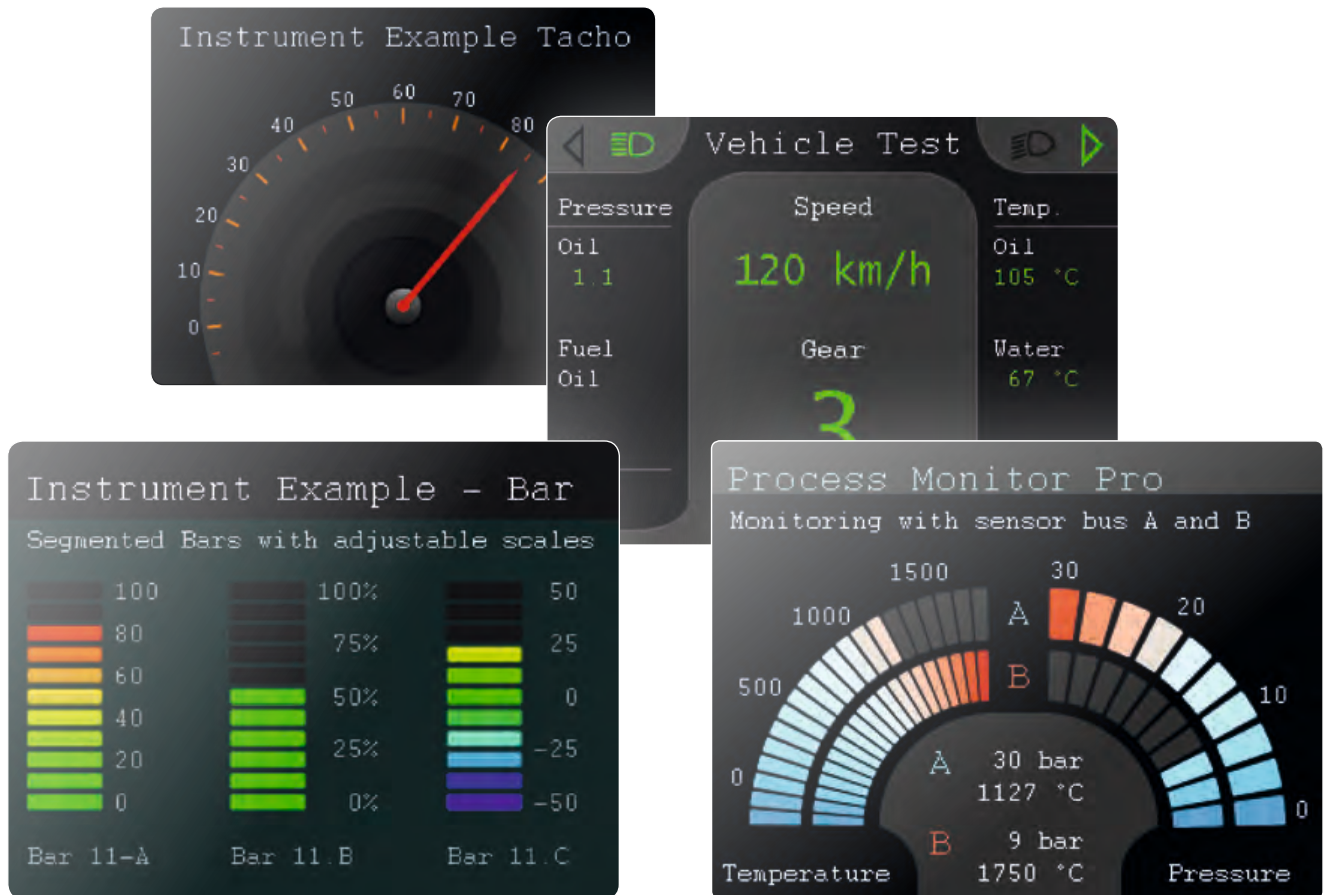 Instrument Example Tacho
0
10
20
30
40
50
60
70
80
Vehicle Test
Pressure
Oil
1.1
Fuel
Oil
Speed
120 km/h
Gear
3
Temp.
Oil
105 °C
Water
67 °C
Instrument Example – Bar
Segmented Bars with adjustable scales
100
80
60
40
20
0
Bar 11-A
100%
75%
50%
25%
0%
Bar 11.B
50
25
0
-25
-50
Bar 11.C
Process Monitor Pro
Monitoring with sensor bus A and B
1500
1000
500
0
A
B
30
20
10
0
A 30 bar
1127 °C
B 9 bar
1750 °C
Temperature
Pressure